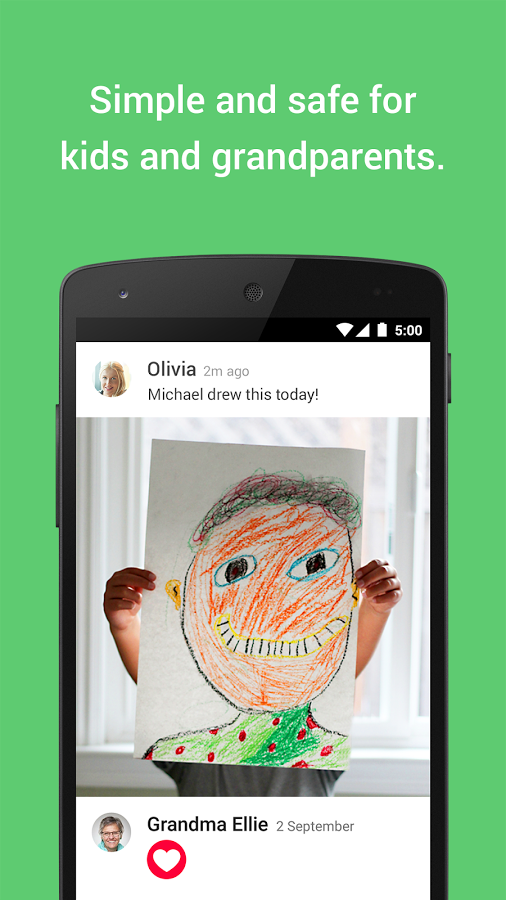 Simple and safe for
kids and grandparents.
5:00
Olivia 2m ago
Michael drew this today!
Grandma Ellie 2 September